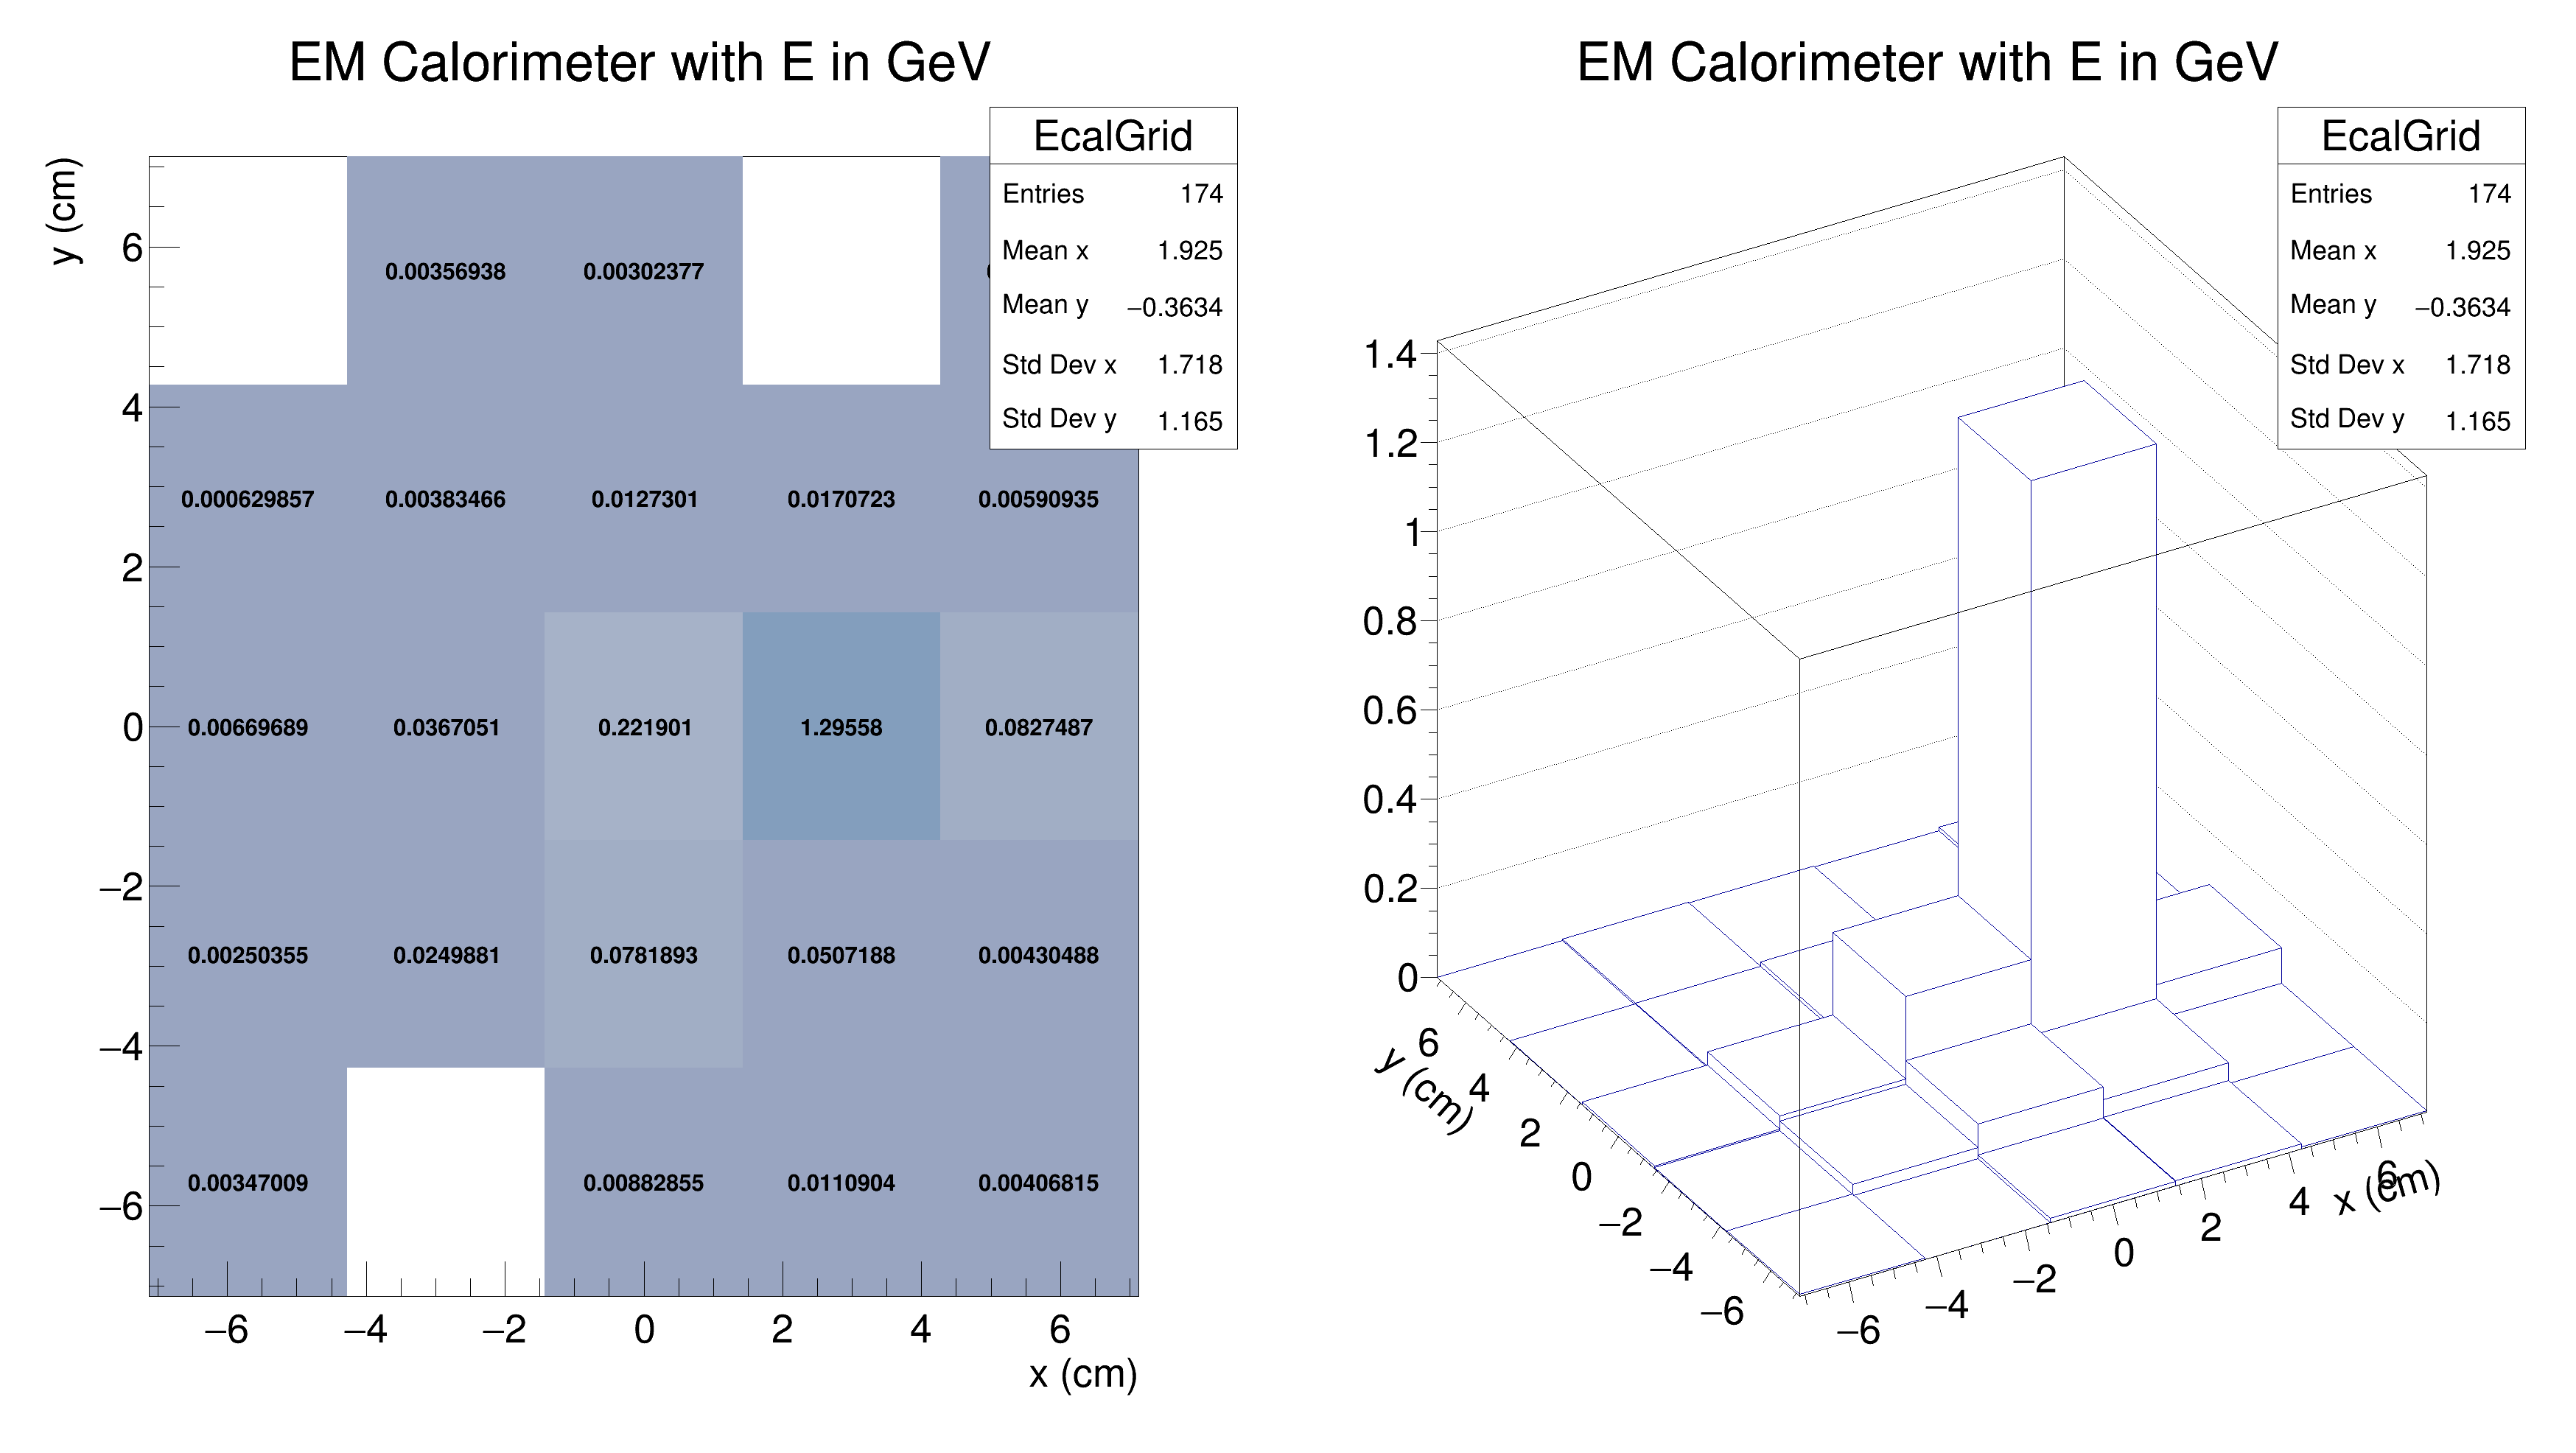 EM Calorimeter with E in GeV
EcalGrid
Entries 174
Mean x 1.925
Mean y −0.3634
Std Dev x 1.718
Std Dev y 1.165
y (cm)
6
4
2
0
−2
−4
−6
0.00356938 0.00302377
0.000629857 0.00383466 0.0127301 0.0170723 0.00590935
0.00669689 0.0367051 0.221901 1.29558 0.0827487
0.00250355 0.0249881 0.0781893 0.0507188 0.00430488
0.00347009 0.00882855 0.0110904 0.00406815
−6 −4 −2 0 2 4 6
x (cm)
EM Calorimeter with E in GeV
EcalGrid
Entries 174
Mean x 1.925
Mean y −0.3634
Std Dev x 1.718
Std Dev y 1.165
1.4
1.2
1
0.8
0.6
0.4
0.2
0
y (cm)
6
4
2
0
−2
−4
−6
−6
−4
−2
0
2
4
6
x (cm)